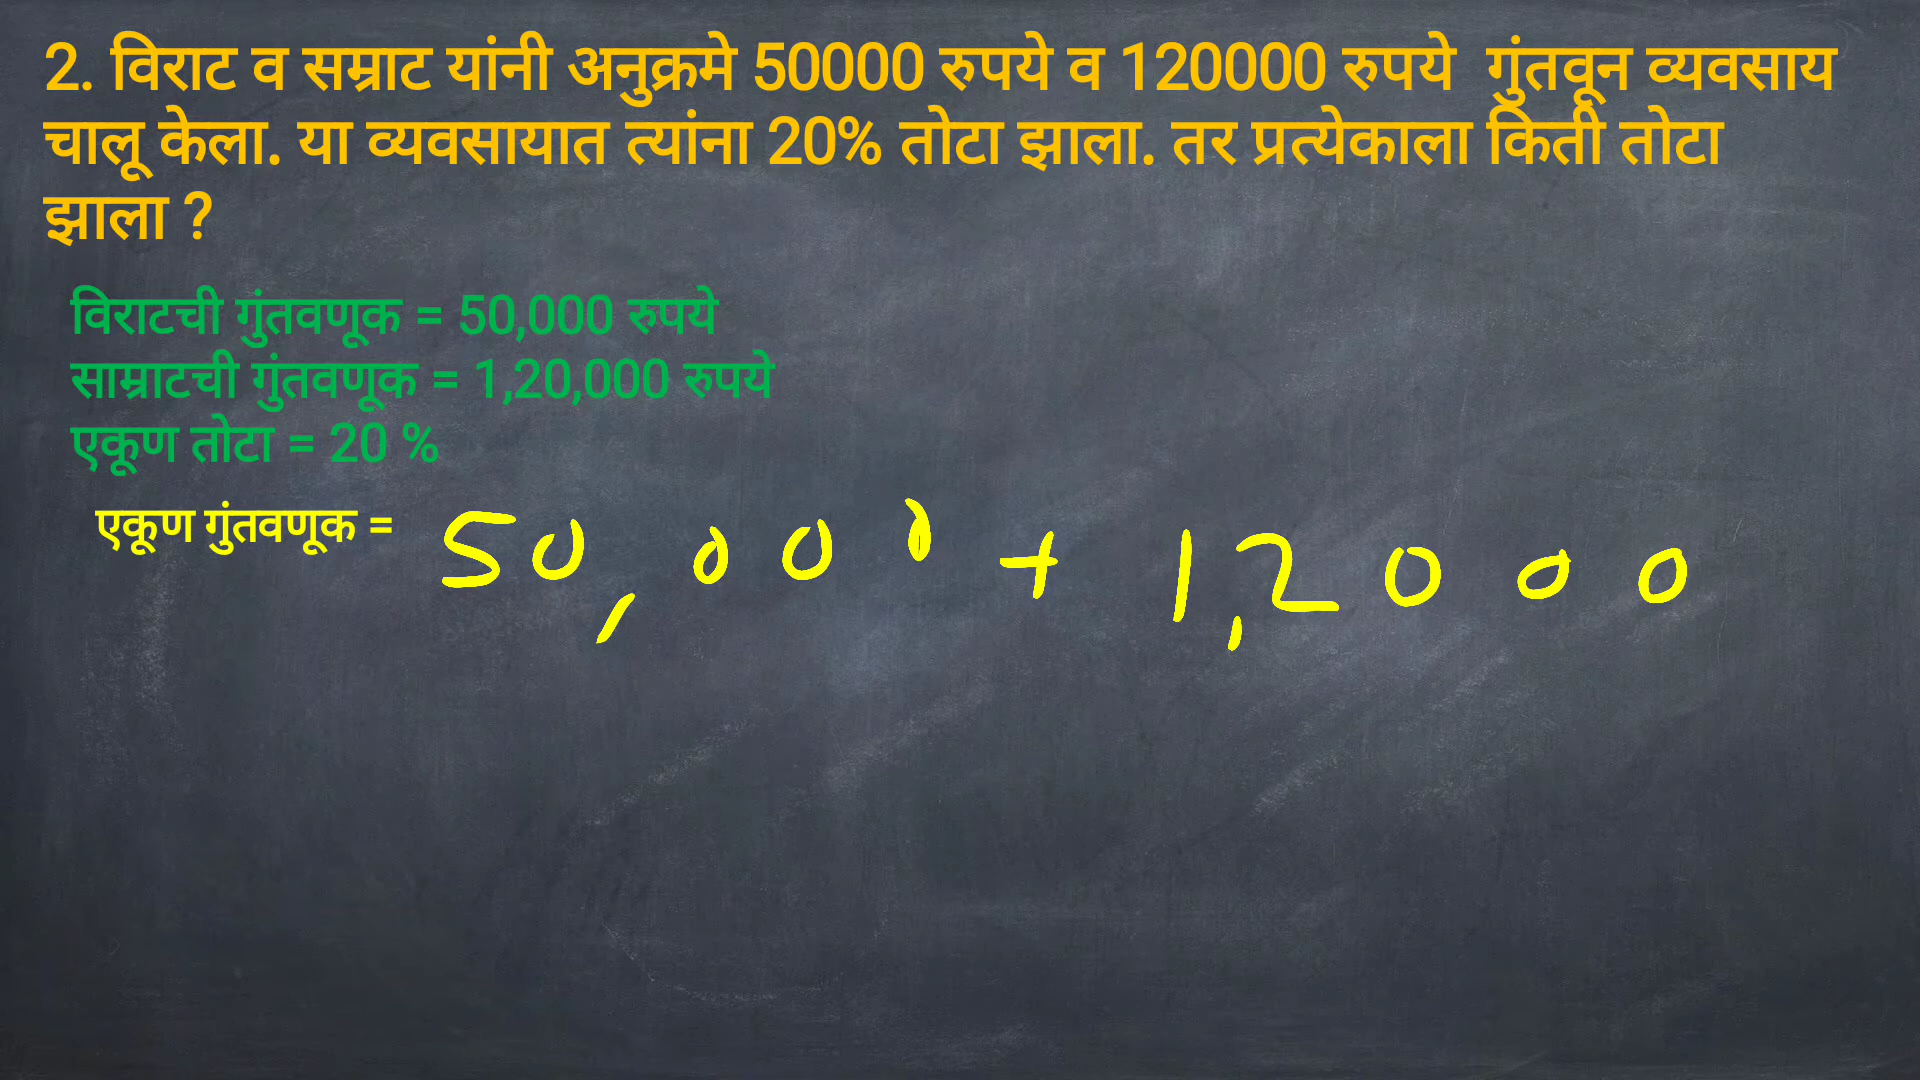 2. विराट व सम्राट यांनी अनुक्रमे 50000 रुपये व 120000 रुपये गुंतवून व्यवसाय
चालू केला. या व्यवसायात त्यांना 20% तोटा झाला. तर प्रत्येकाला किती तोटा
झाला ?
विराटची गुंतवणूक = 50,000 रुपये
साम्राटची गुंतवणूक = 1,20,000 रुपये
एकूण तोटा = 20 %
एकूण गुंतवणूक = 50,000 + 1,2000